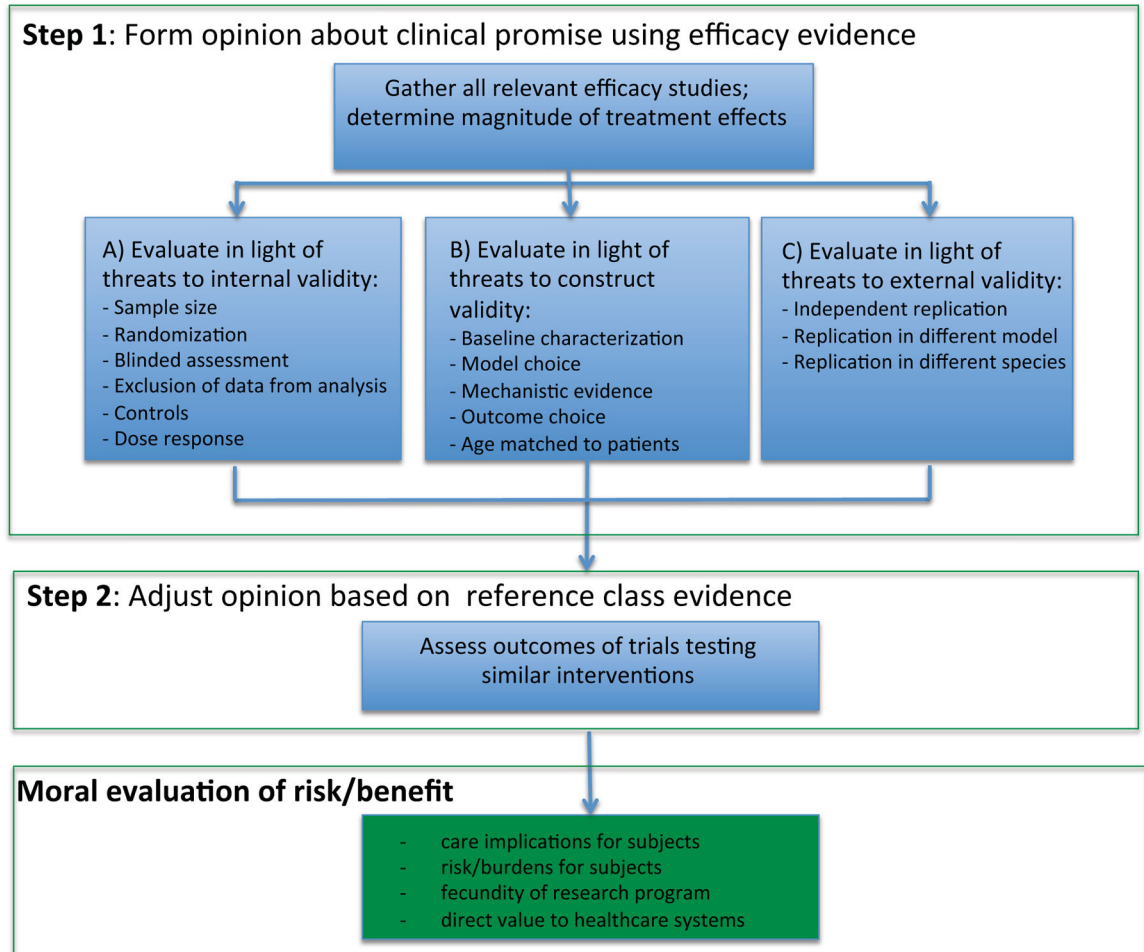 Step 1: Form opinion about clinical promise using efficacy evidence
Gather all relevant efficacy studies;
determine magnitude of treatment effects
A) Evaluate in light of
threats to internal validity:
- Sample size
- Randomization
- Blinded assessment
- Exclusion of data from analysis
- Controls
- Dose response
B) Evaluate in light of
threats to construct
validity:
- Baseline characterization
- Model choice
- Mechanistic evidence
- Outcome choice
- Age matched to patients
C) Evaluate in light of
threats to external validity:
- Independent replication
- Replication in different model
- Replication in different species
Step 2: Adjust opinion based on reference class evidence
Assess outcomes of trials testing
similar interventions
Moral evaluation of risk/benefit
- care implications for subjects
- risk/burdens for subjects
- fecundity of research program
- direct value to healthcare systems